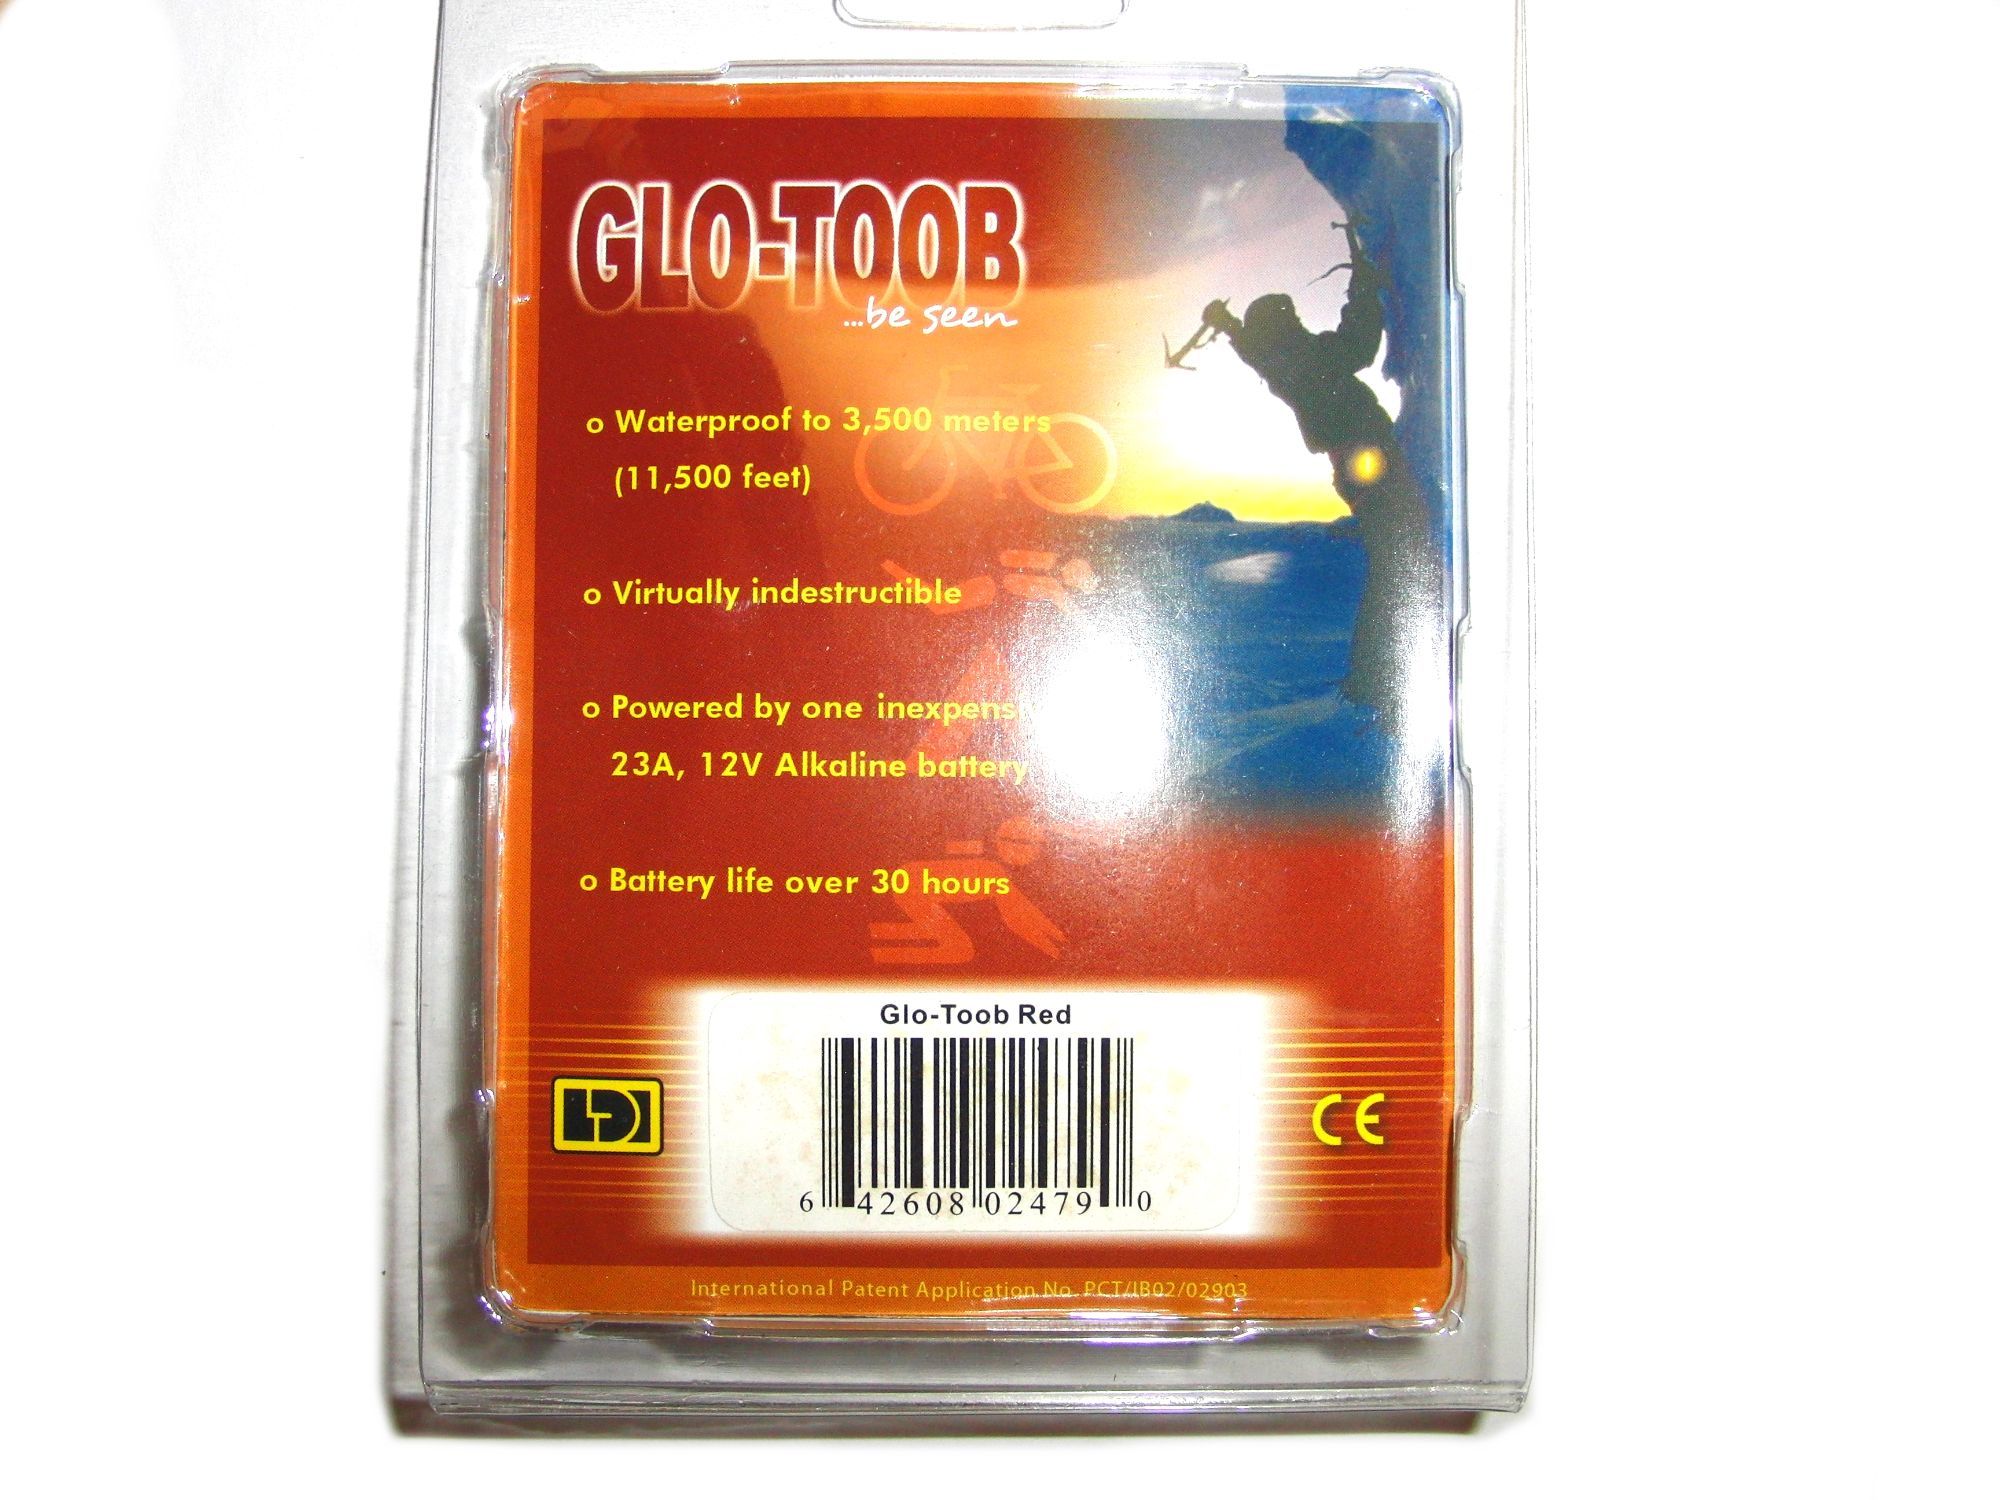 GLO-TOOB
...be seen
o Waterproof to 3,500 meters
(11,500 feet)
o Virtually indestructible
o Powered by one
23A, 12V Alkaline battery
o Battery life over 30 hours
Glo-Toob Red
6 42608 02479 0
CE
International Patent Application No. PCT/IB02/02903